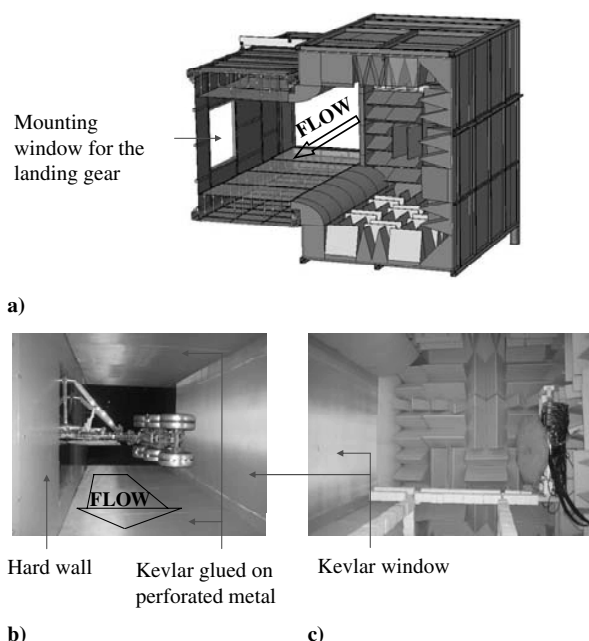 Mounting
window for the
landing gear
FLOW
a)
FLOW
Hard wall
Kevlar glued on
perforated metal
Kevlar window
b)
c)